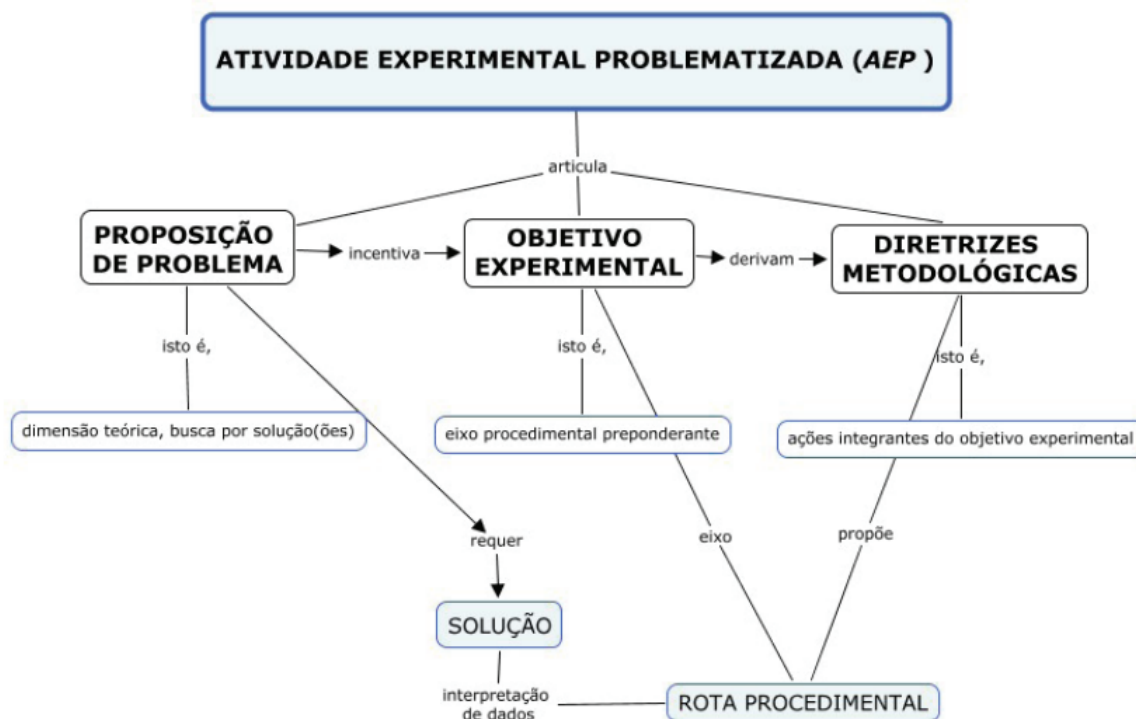 ATIVIDADE EXPERIMENTAL PROBLEMATIZADA (AEP )
articula
PROPOSIÇÃO
DE PROBLEMA
incentiva
OBJETIVO
EXPERIMENTAL
derivam
DIRETRIZES
METODOLÓGICAS
isto é,
isto é,
isto é,
dimensão teórica, busca por solução(ões)
eixo procedimental preponderante
ações integrantes do objetivo experimental
requer
eixo
propõe
SOLUÇÃO
interpretação
de dados
ROTA PROCEDIMENTAL